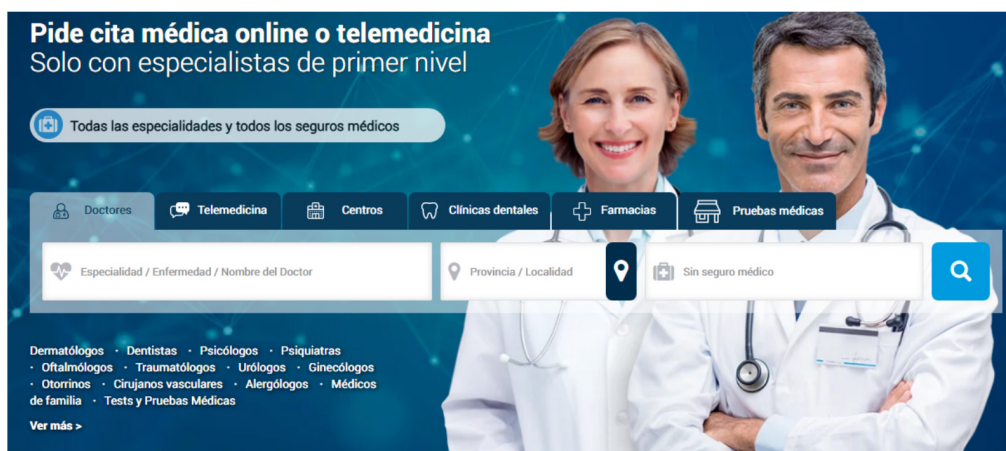 Pide cita médica online o telemedicina
Solo con especialistas de primer nivel
Todas las especialidades y todos los seguros médicos
Doctores
Telemedicina
Centros
Clínicas dentales
Farmacias
Pruebas médicas
Especialidad / Enfermedad / Nombre del Doctor
Provincia / Localidad
Sin seguro médico
Dermatólogos · Dentistas · Psicólogos · Psiquiatras
· Oftalmólogos · Traumatólogos · Urólogos · Ginecólogos
· Otorrinos · Cirujanos vasculares · Alergólogos · Médicos
de familia · Tests y Pruebas Médicas
Ver más >